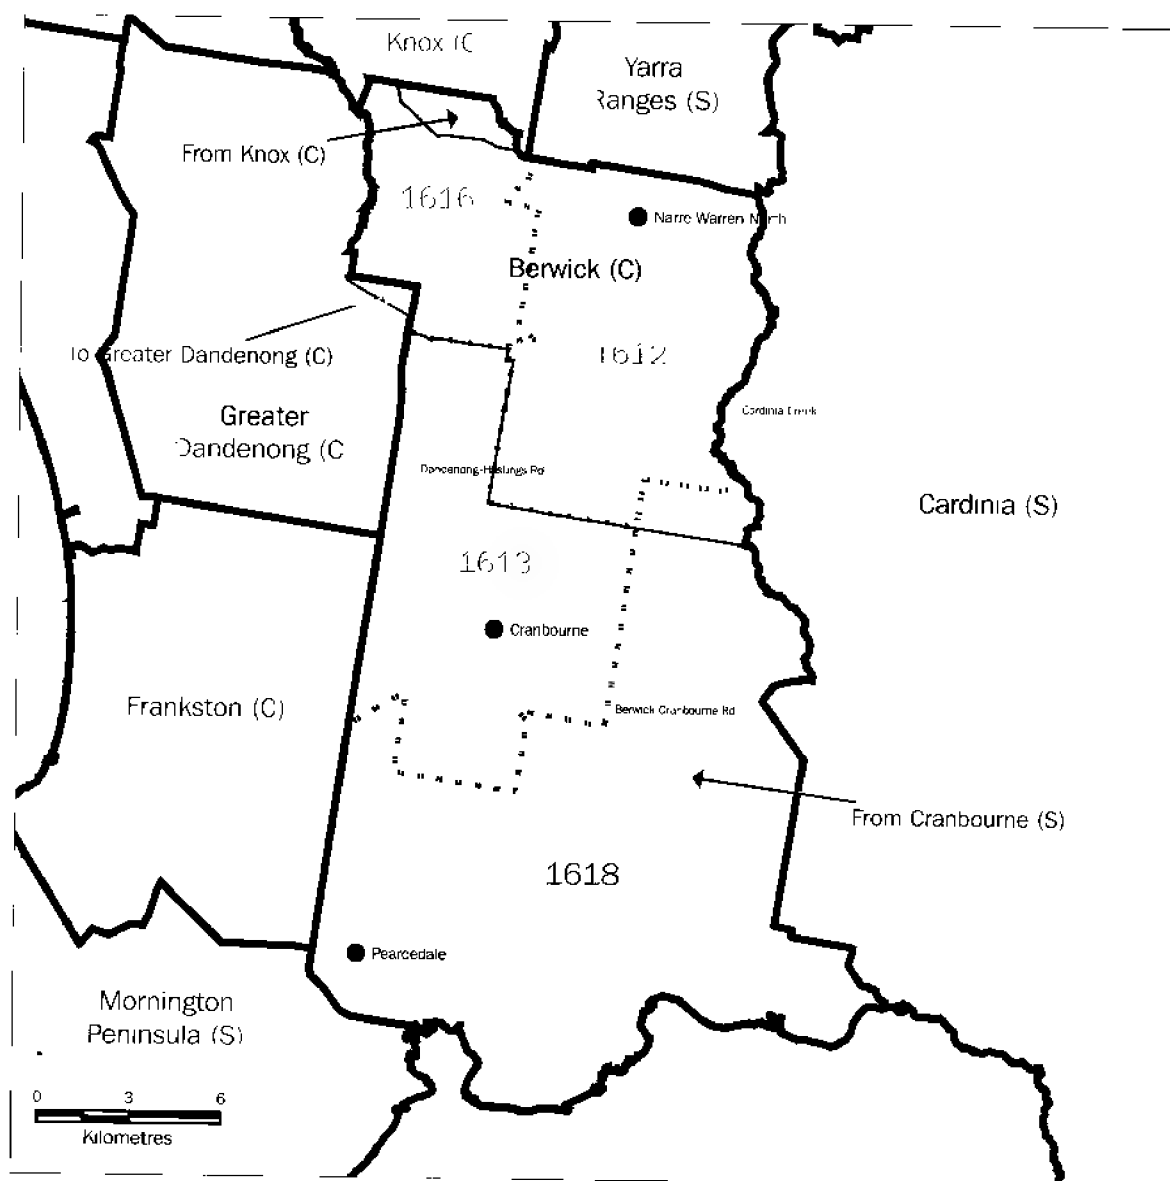 Knox (C
Yarra
Ranges (S)
From Knox (C)
1616
Narre Warren N rth
Berwick (C)
To Greater Dandenong (C)
1612
Cardinia Creek
Greater
Dandenong (C
Dandenong-Hastings Rd
Cardinia (S)
1613
Cranbourne
Frankston (C)
Berwick Cranbourne Rd
From Cranbourne (S)
1618
Pearcedale
Mornington
Peninsula (S)
0 3 6
Kilometres